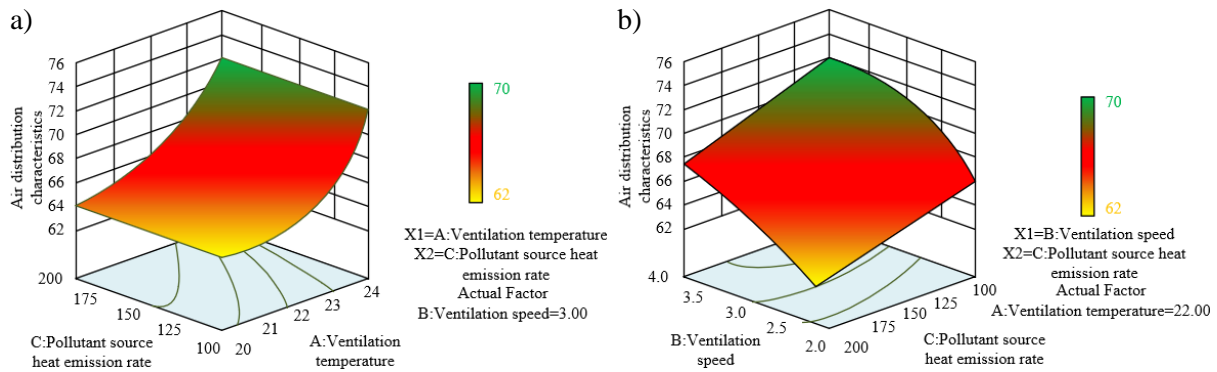 a)
76
74
72
70
68
66
64
62
Air distribution
characteristics
200
175
150
125
100
20
21
22
23
24
C:Pollutant source
heat emission rate
A:Ventilation
temperature
70
62
X1=A:Ventilation temperature
X2=C:Pollutant source heat
emission rate
Actual Factor
B:Ventilation speed=3.00
b)
76
74
72
71
68
66
64
62
Air distribution
characteristics
4.0
3.5
3.0
2.5
2.0
200
175
150
125
100
B:Ventilation
speed
C:Pollutant source
heat emission rate
70
62
X1=B:Ventilation speed
X2=C:Pollutant source heat
emission rate
Actual Factor
A:Ventilation temperature=22.00